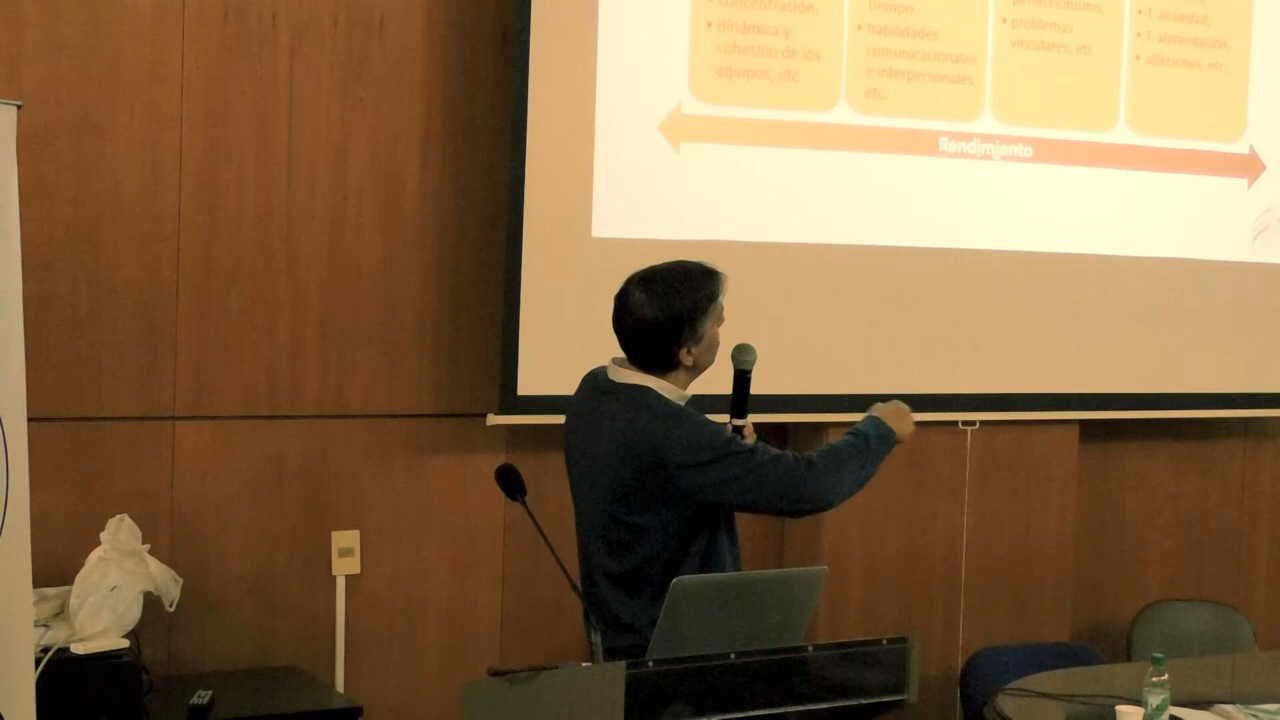 concentración,
• dinámica y
cohesión de los
equipos, etc.
tiempo,
• habilidades
comunicacionales
e interpersonales,
etc.
perfeccionismo,
• problemas
vinculares, etc.
• T. ansiedad,
• T. alimentación,
• adicciones, etc.
Rendimiento